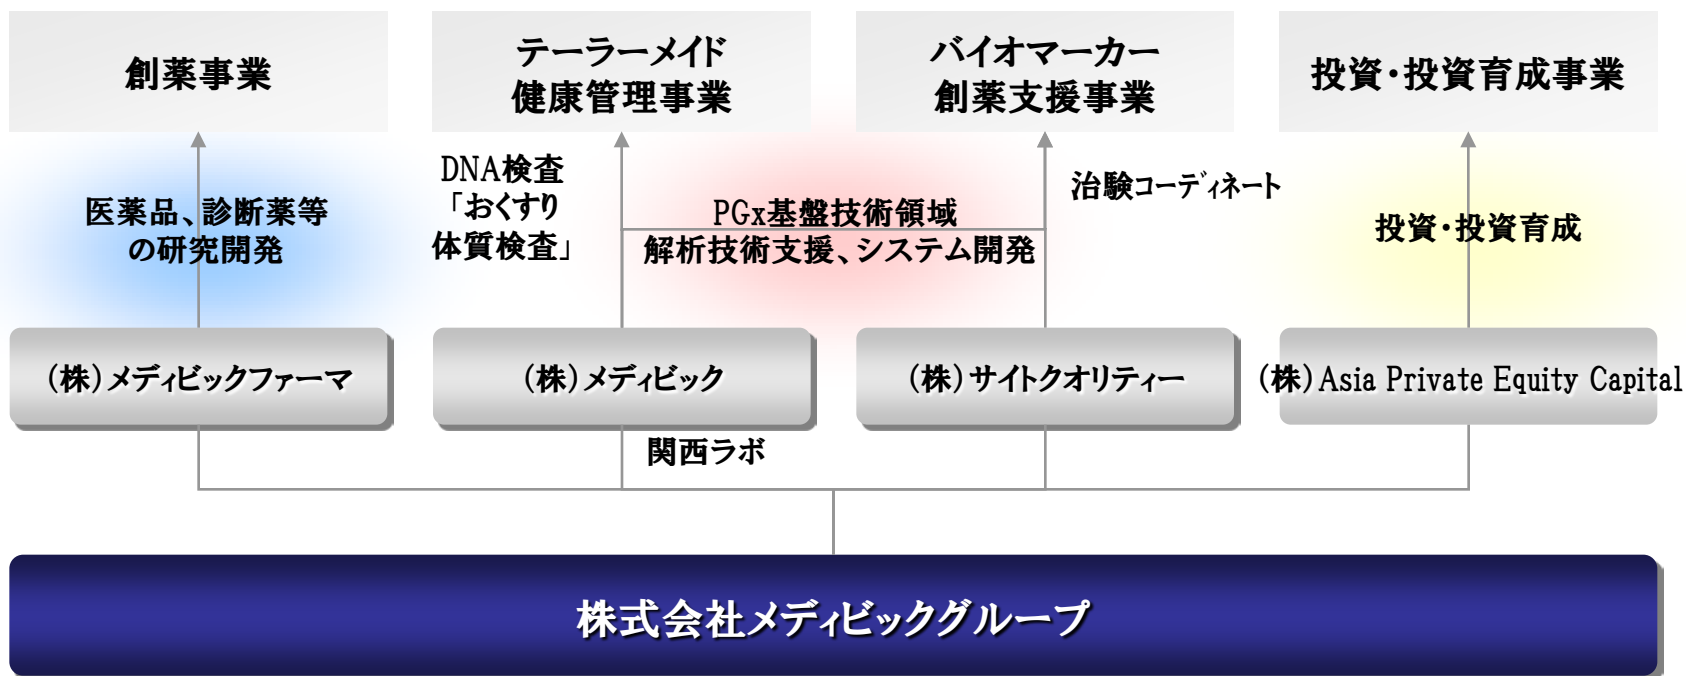 創薬事業
テーラーメイド
健康管理事業
バイオマーカー
創薬支援事業
投資・投資育成事業
医薬品、診断薬等
の研究開発
DNA検査
「おくすり
体質検査」
PGx基盤技術領域
解析技術支援、システム開発
治験コーディネート
投資・投資育成
(株)メディビックファーマ
(株)メディビック
(株)サイトクオリティー
(株)Asia Private Equity Capital
関西ラボ
株式会社メディビックグループ